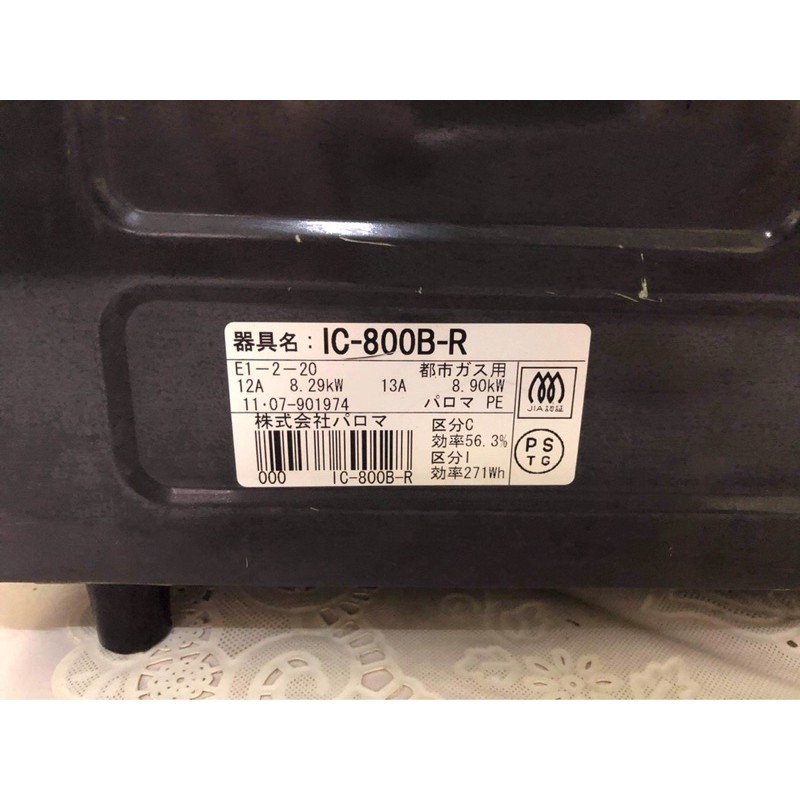 器具名：IC-800B-R
E1-2-20 都市ガス用
12A 8.29kW 13A 8.90kW
11·07-901974 パロマ PE
株式会社パロマ
000 IC-800B-R
区分C
効率56.3%
区分I
効率271Wh
JIA認証
PS
TG